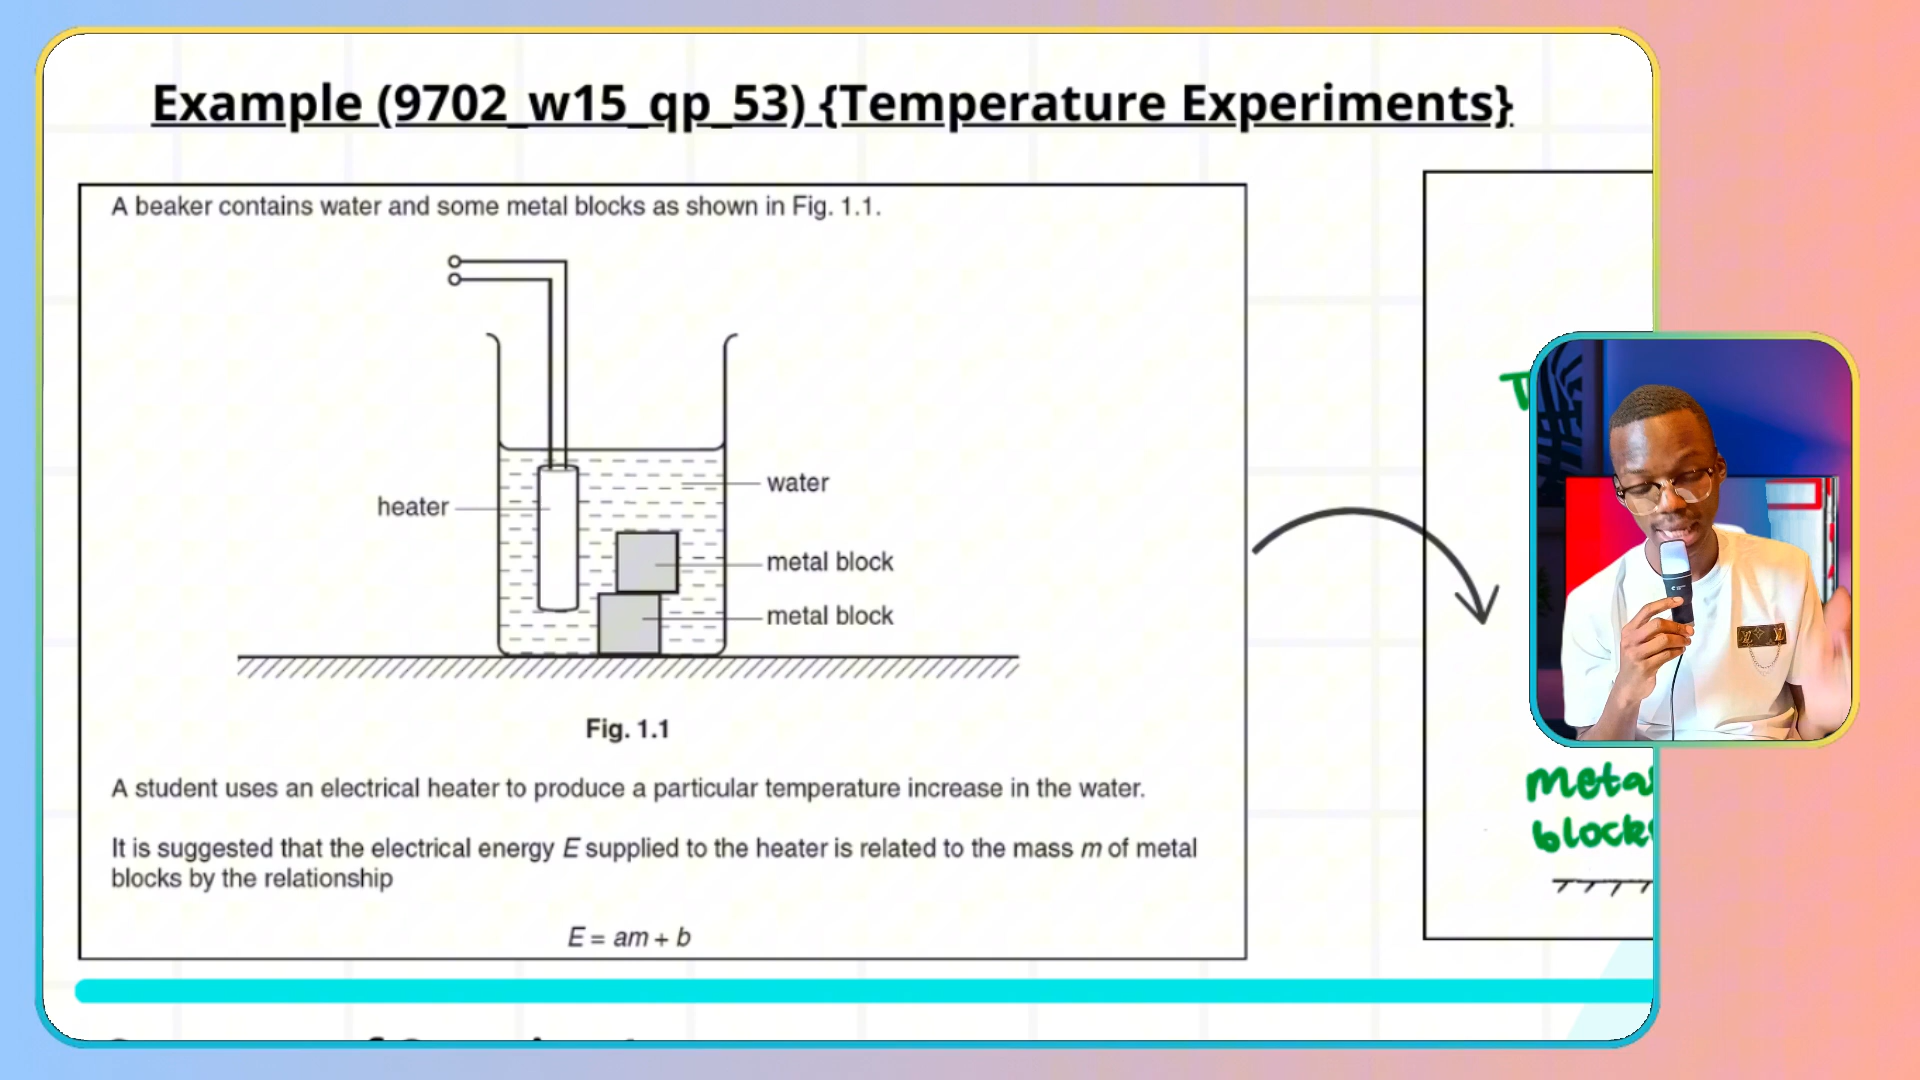 Example (9702_w15_qp_53) {Temperature Experiments}
A beaker contains water and some metal blocks as shown in Fig. 1.1.
water
heater
metal block
metal block
Fig. 1.1
A student uses an electrical heater to produce a particular temperature increase in the water.
It is suggested that the electrical energy E supplied to the heater is related to the mass m of metal
blocks by the relationship
E = am + b
Metal
block